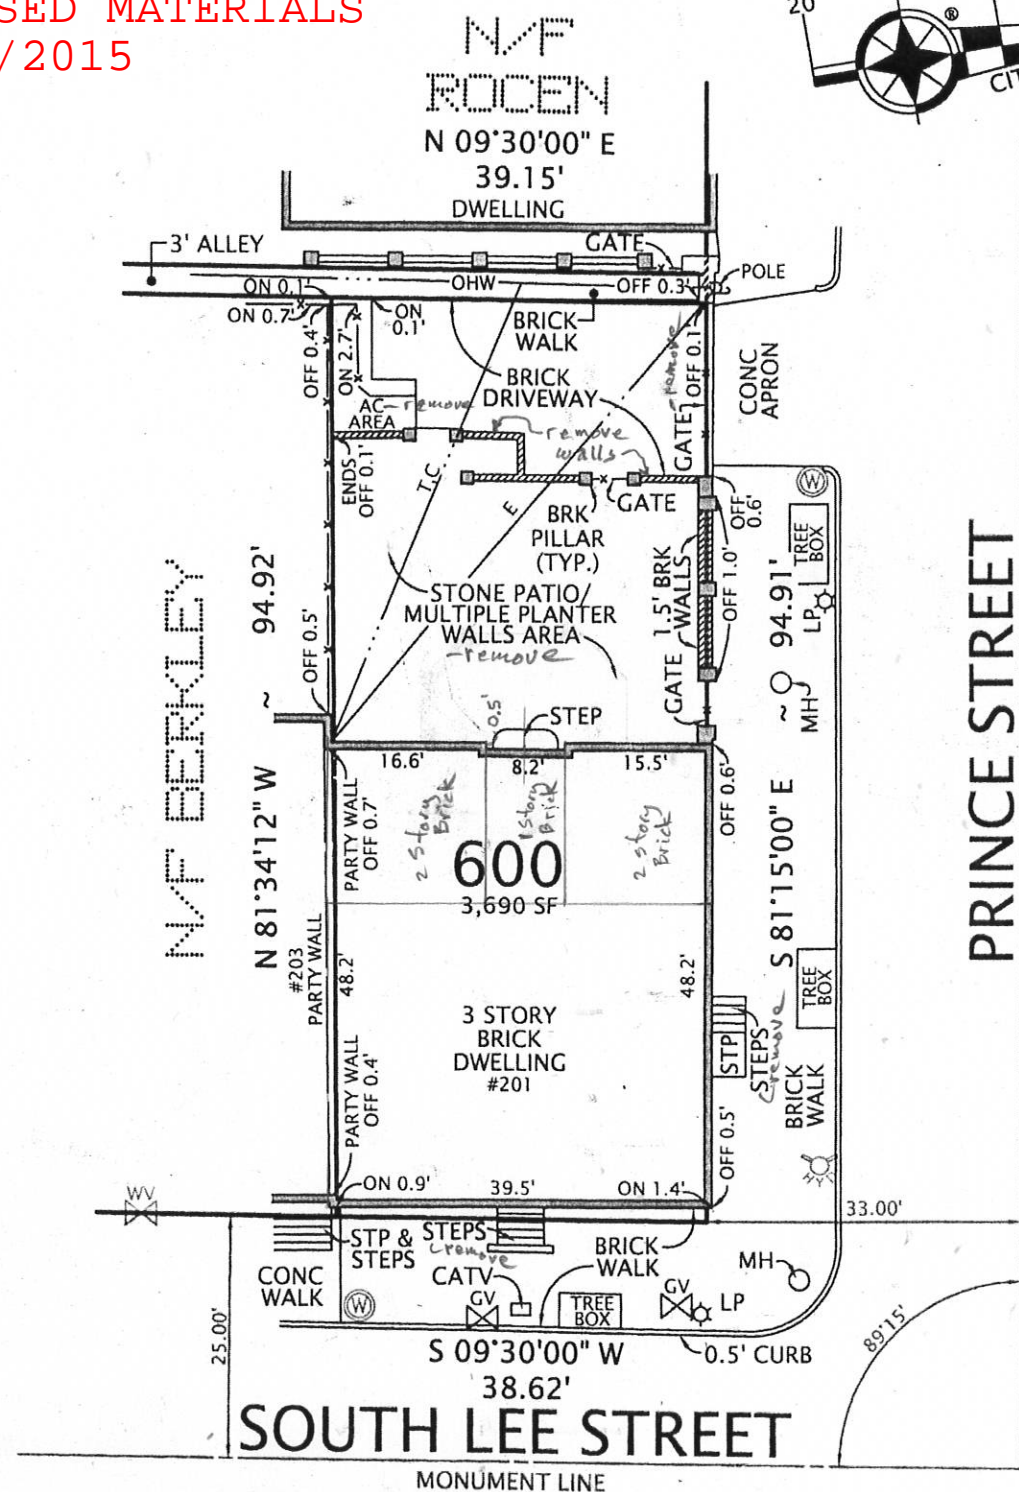 SED MATERIALS
/2015
20
®
CIT
N/F
ROCEN
N 09°30'00" E
39.15'
DWELLING
3' ALLEY
GATE
POLE
OHW
OFF 0.3'
ON 0.1'
ON 0.7'
ON
0.1'
OFF 0.4'
ON 2.7'
BRICK
WALK
remove
OFF 0.1'
BRICK
DRIVEWAY
CONC
APRON
AC
AREA
remove
remove
walls
GATE
ENDS
OFF 0.1'
T,C
E
GATE
BRK
PILLAR
(TYP.)
OFF
0.6'
W
TREE
BOX
1.5' BRK
WALLS
OFF 1.0'
LP
STONE PATIO/
MULTIPLE PLANTER
WALLS AREA
-remove
OFF 0.5'
GATE
MH
N/F BERKLEY
N 81°34'12" W ~ 94.92'
S 81°15'00" E ~ 94.91'
PRINCE STREET
0.5'
STEP
16.6'
8.2'
15.5'
PARTY WALL
OFF 0.7'
2 Story
Brick
1 Story
Brick
2 Story
Brick
OFF 0.6'
600
3,690 SF
#203
PARTY WALL
48.2'
48.2'
3 STORY
BRICK
DWELLING
#201
STP
STEPS
remove
TREE
BOX
BRICK
WALK
PARTY WALL
OFF 0.4'
OFF 0.5'
HYD
ON 0.9'
39.5'
ON 1.4'
WV
33.00'
STP &
STEPS
STEPS
remove
BRICK
WALK
CONC
WALK
CATV
MH
W
GV
TREE
BOX
GV
LP
25.00'
S 09°30'00" W
38.62'
0.5' CURB
89°15'
SOUTH LEE STREET
MONUMENT LINE